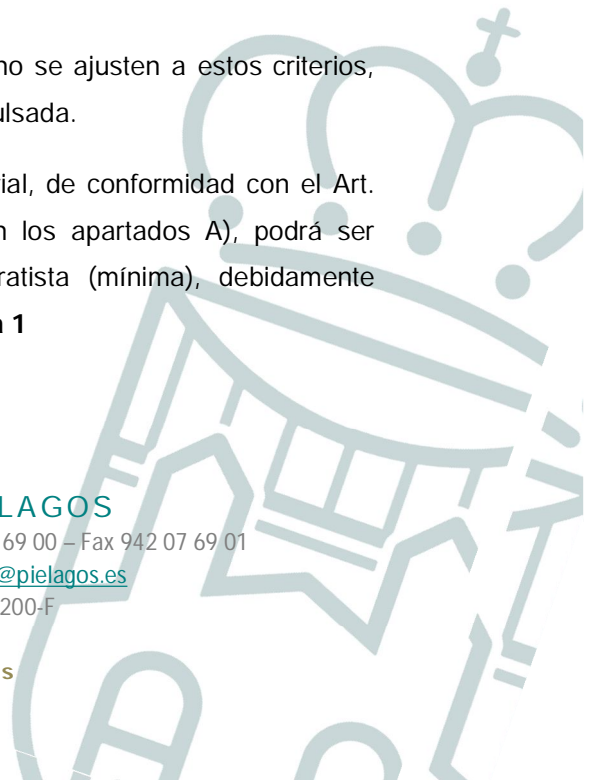 no se ajusten a estos criterios,
ulsada.
rial, de conformidad con el Art.
n los apartados A), podrá ser
ratista (mínima), debidamente
a 1
LAGOS
69 00 – Fax 942 07 69 01
@pielagos.es
200-F
s